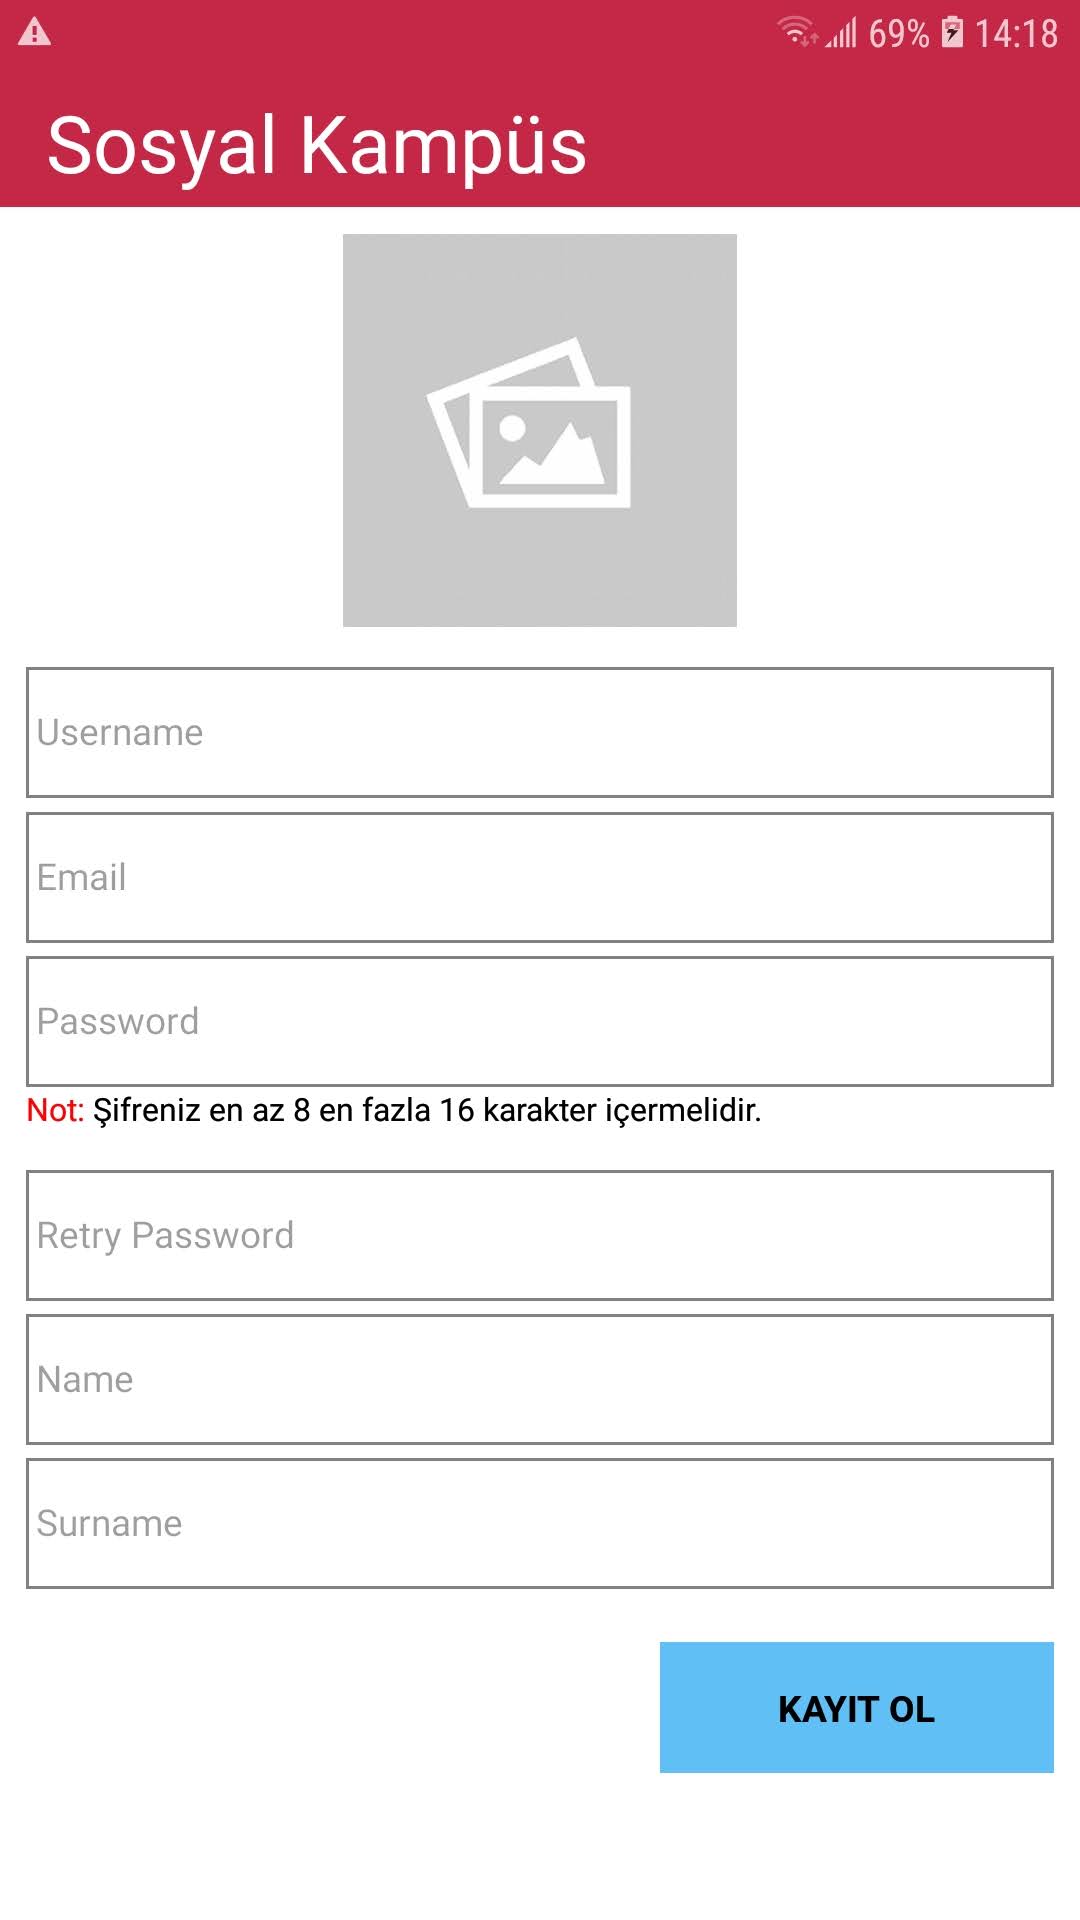 69% 14:18
Sosyal Kampüs
Username
Email
Password
Not: Şifreniz en az 8 en fazla 16 karakter içermelidir.
Retry Password
Name
Surname
KAYIT OL